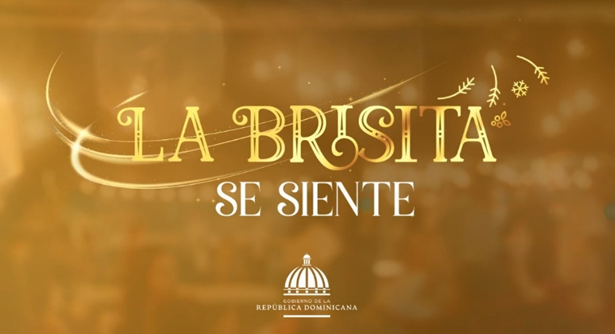 LA BRISITA
SE SIENTE
GOBIERNO DE LA
REPÚBLICA DOMINICANA